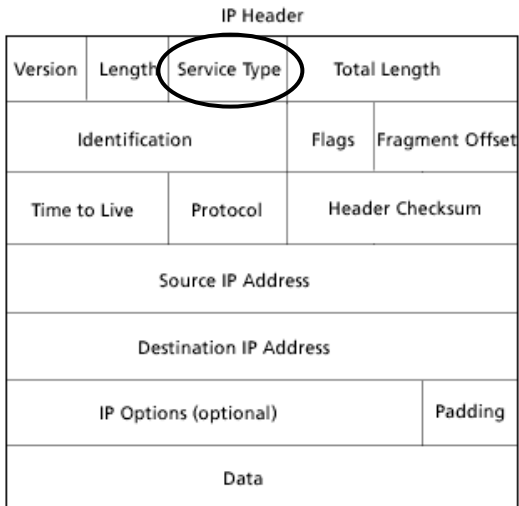 IP Header
Version Length Service Type Total Length
Identification Flags Fragment Offset
Time to Live Protocol Header Checksum
Source IP Address
Destination IP Address
IP Options (optional) Padding
Data